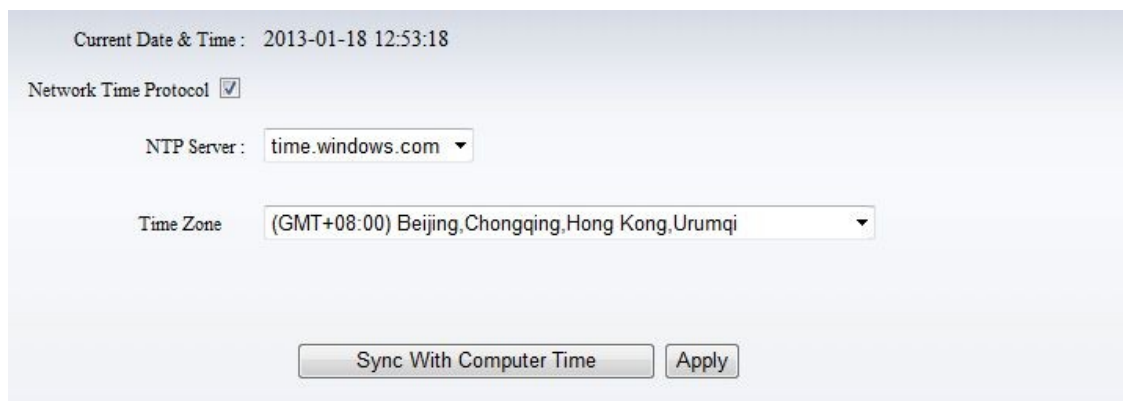 Current Date & Time : 2013-01-18 12:53:18
Network Time Protocol
NTP Server : time.windows.com
Time Zone (GMT+08:00) Beijing,Chongqing,Hong Kong,Urumqi
Sync With Computer Time Apply